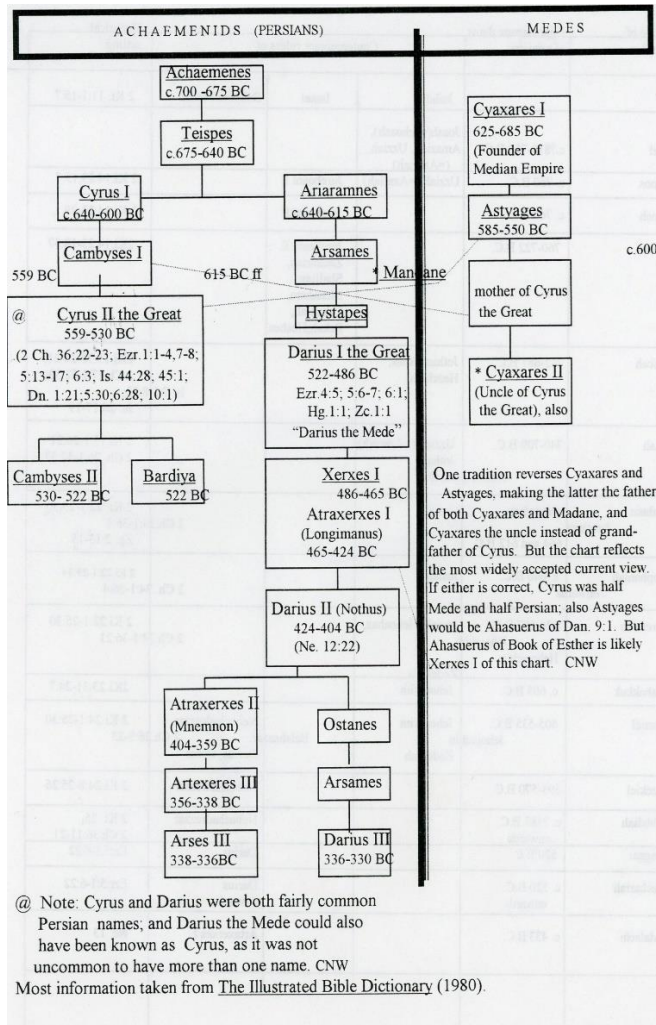 ACHAEMENIDS (PERSIANS)
MEDES
Achaemenes
c.700 -675 BC
Teispes
c.675-640 BC
Cyrus I
c.640-600 BC
Ariaramnes
c.640-615 BC
Cambyses I
559 BC
Arsames
615 BC ff
* Mandane
Hystapes
@ Cyrus II the Great
559-530 BC
(2 Ch. 36:22-23; Ezr.1:1-4,7-8;
5:13-17; 6:3; Is. 44:28; 45:1;
Dn. 1:21;5:30;6:28; 10:1)
Darius I the Great
522-486 BC
Ezr.4:5; 5:6-7; 6:1;
Hg.1:1; Zc.1:1
“Darius the Mede”
Cambyses II
530- 522 BC
Bardiya
522 BC
Xerxes I
486-465 BC
Atraxerxes I
(Longimanus)
465-424 BC
Darius II (Nothus)
424-404 BC
(Ne. 12:22)
Atraxerxes II
(Mnemnon)
404-359 BC
Ostanes
Artexeres III
356-338 BC
Arsames
Arses III
338-336BC
Darius III
336-330 BC
Cyaxares I
625-685 BC
(Founder of
Median Empire
Astyages
585-550 BC
c.600
mother of Cyrus
the Great
* Cyaxares II
(Uncle of Cyrus
the Great), also
One tradition reverses Cyaxares and
Astyages, making the latter the father
of both Cyaxares and Madane, and
Cyaxares the uncle instead of grand-
father of Cyrus. But the chart reflects
the most widely accepted current view.
If either is correct, Cyrus was half
Mede and half Persian; also Astyages
would be Ahasuerus of Dan. 9:1. But
Ahasuerus of Book of Esther is likely
Xerxes I of this chart. CNW
@ Note: Cyrus and Darius were both fairly common
Persian names; and Darius the Mede could also
have been known as Cyrus, as it was not
uncommon to have more than one name. CNW
Most information taken from The Illustrated Bible Dictionary (1980).